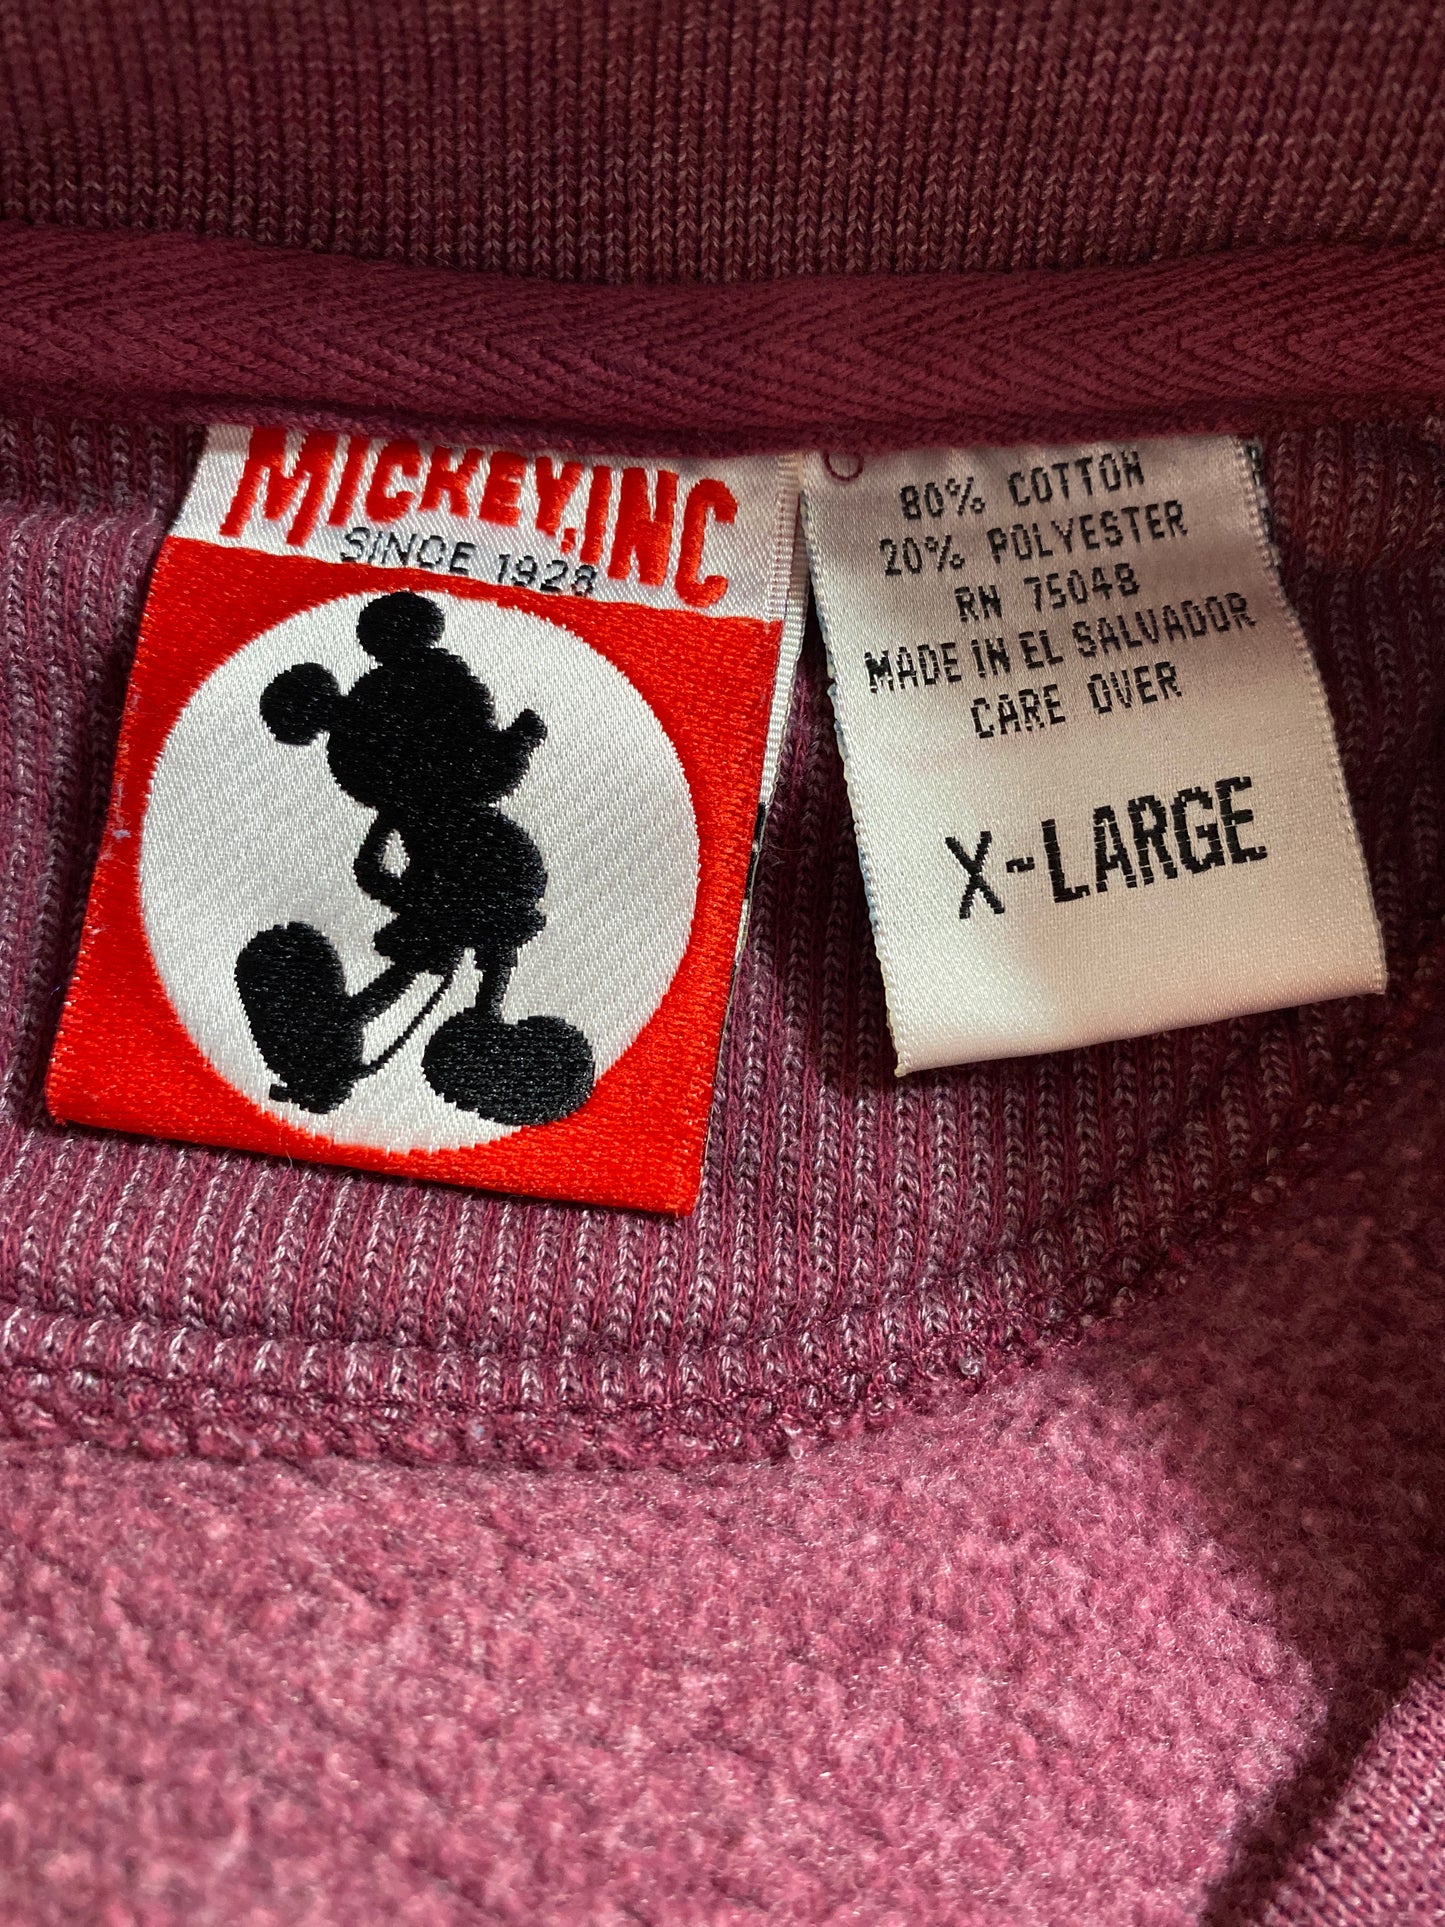 MICKEY, INC
SINCE 1928
80% COTTON
20% POLYESTER
RN 75048
MADE IN EL SALVADOR
CARE OVER
X-LARGE